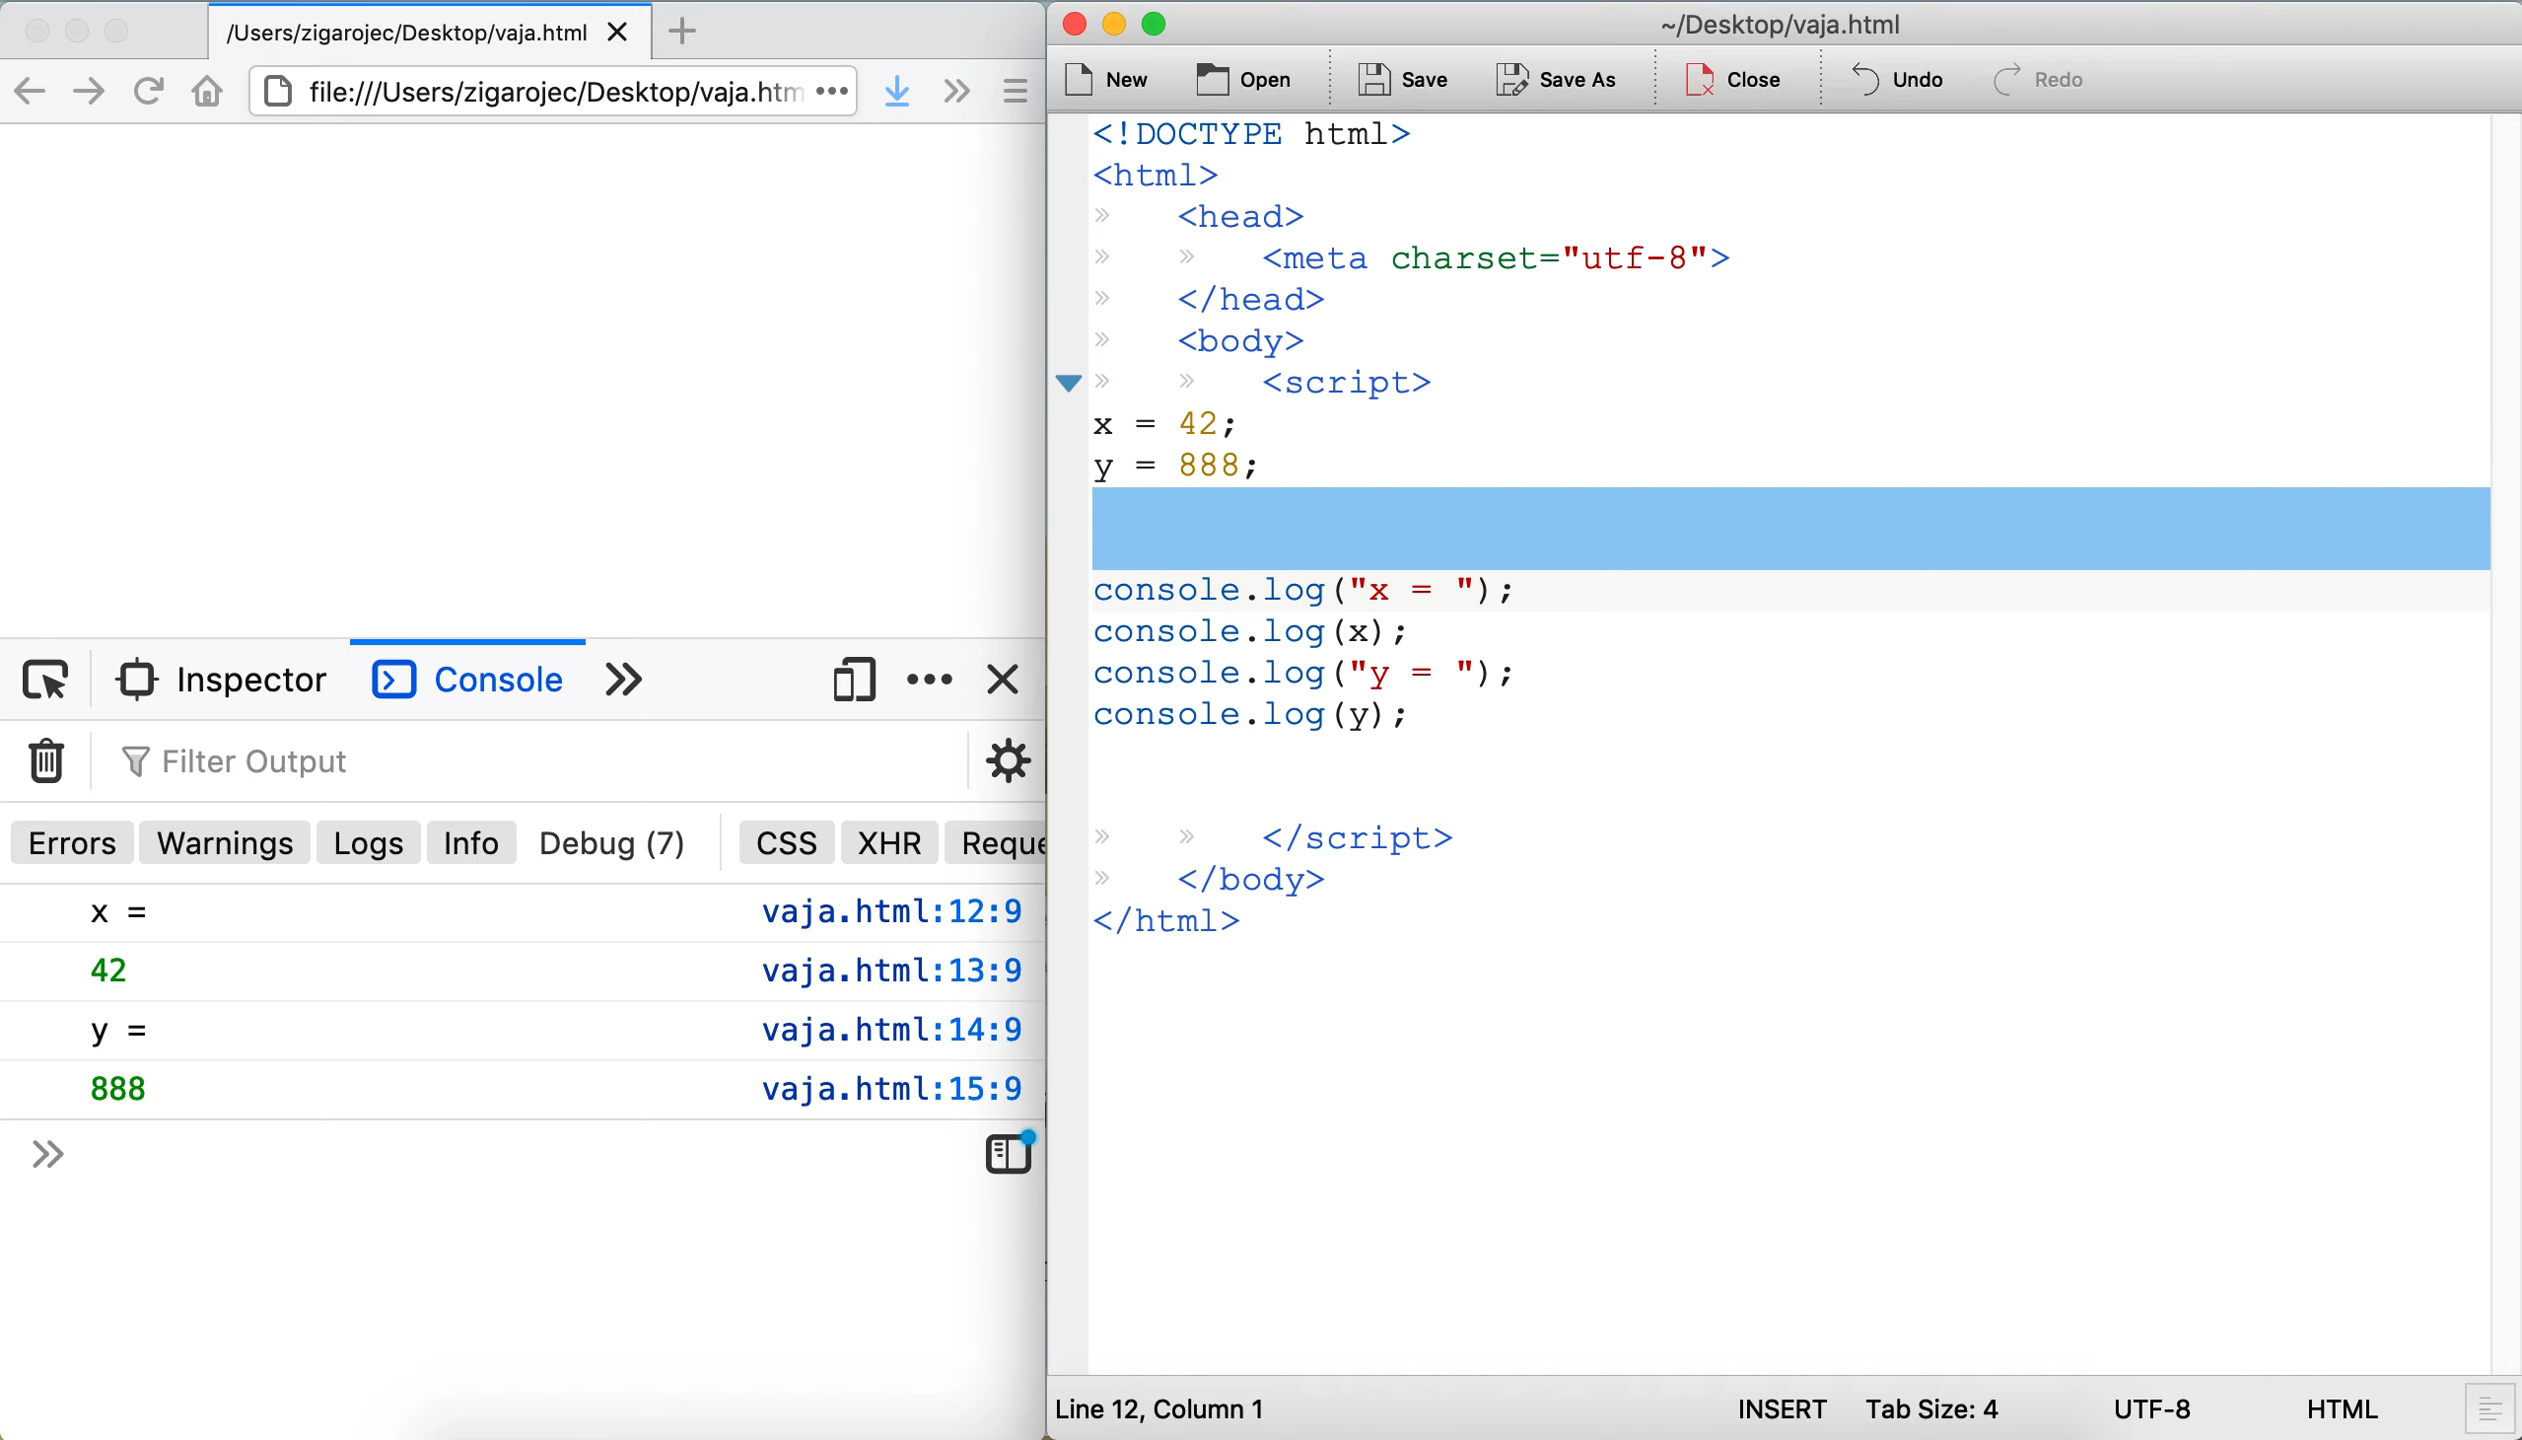 /Users/zigarojec/Desktop/vaja.html
file:///Users/zigarojec/Desktop/vaja.htm
Inspector
Console
Filter Output
Errors
Warnings
Logs
Info
Debug (7)
CSS
XHR
Reque
x =
vaja.html:12:9
42
vaja.html:13:9
y =
vaja.html:14:9
888
vaja.html:15:9
~/Desktop/vaja.html
New
Open
Save
Save As
Close
Undo
Redo
<!DOCTYPE html>
<html>
» <head>
» » <meta charset="utf-8">
» </head>
» <body>
» » <script>
x = 42;
y = 888;
console.log("x = ");
console.log(x);
console.log("y = ");
console.log(y);
» » </script>
» </body>
</html>
Line 12, Column 1
INSERT
Tab Size: 4
UTF-8
HTML